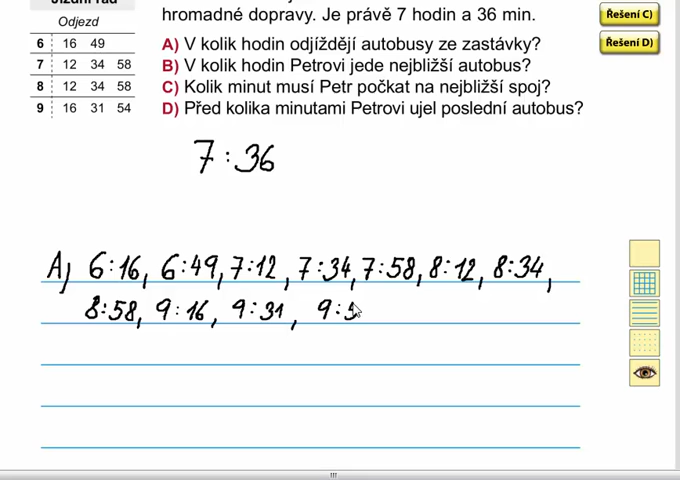 Jízdní řád
Odjezd
6 16 49
7 12 34 58
8 12 34 58
9 16 31 54
hromadné dopravy. Je právě 7 hodin a 36 min.
A) V kolik hodin odjíždějí autobusy ze zastávky?
B) V kolik hodin Petrovi jede nejbližší autobus?
C) Kolik minut musí Petr počkat na nejbližší spoj?
D) Před kolika minutami Petrovi ujel poslední autobus?
Řešení C)
Řešení D)
7:36
A) 6:16, 6:49, 7:12, 7:34, 7:58, 8:12, 8:34,
8:58, 9:16, 9:31, 9:5